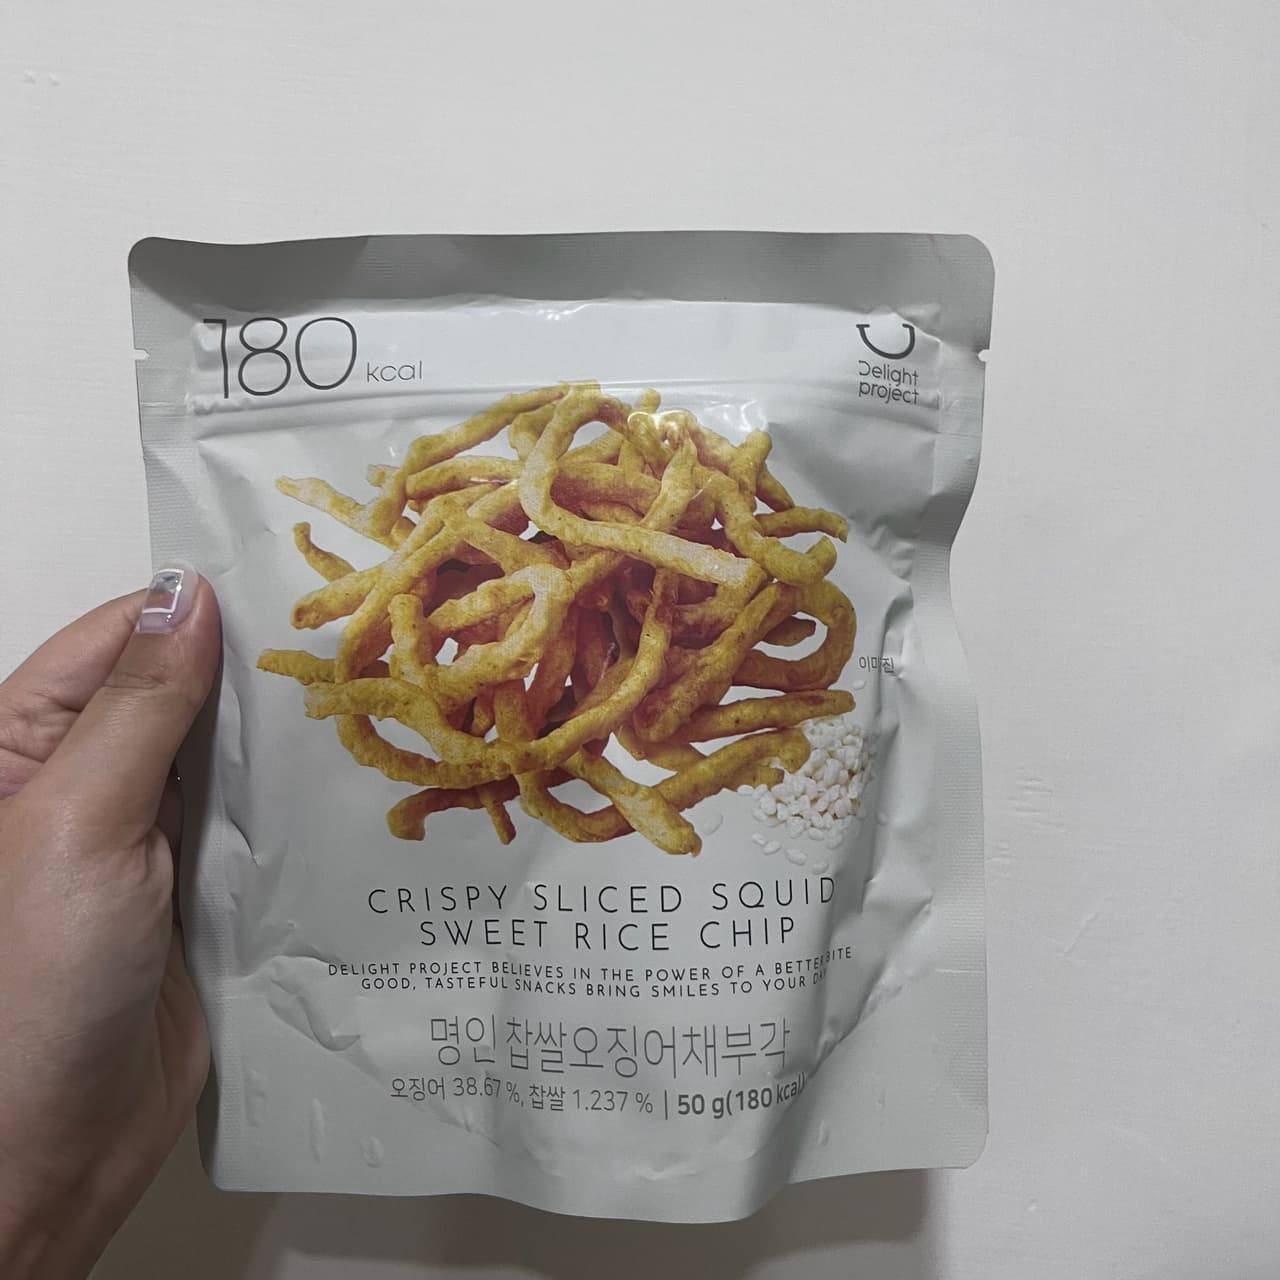 180 kcal
Delight
project
이미진
CRISPY SLICED SQUID
SWEET RICE CHIP
DELIGHT PROJECT BELIEVES IN THE POWER OF A BETTER BITE
GOOD, TASTEFUL SNACKS BRING SMILES TO YOUR DAY
명인 찹쌀오징어채부각
오징어 38.67 %, 찹쌀 1.237 % | 50 g(180 kcal)